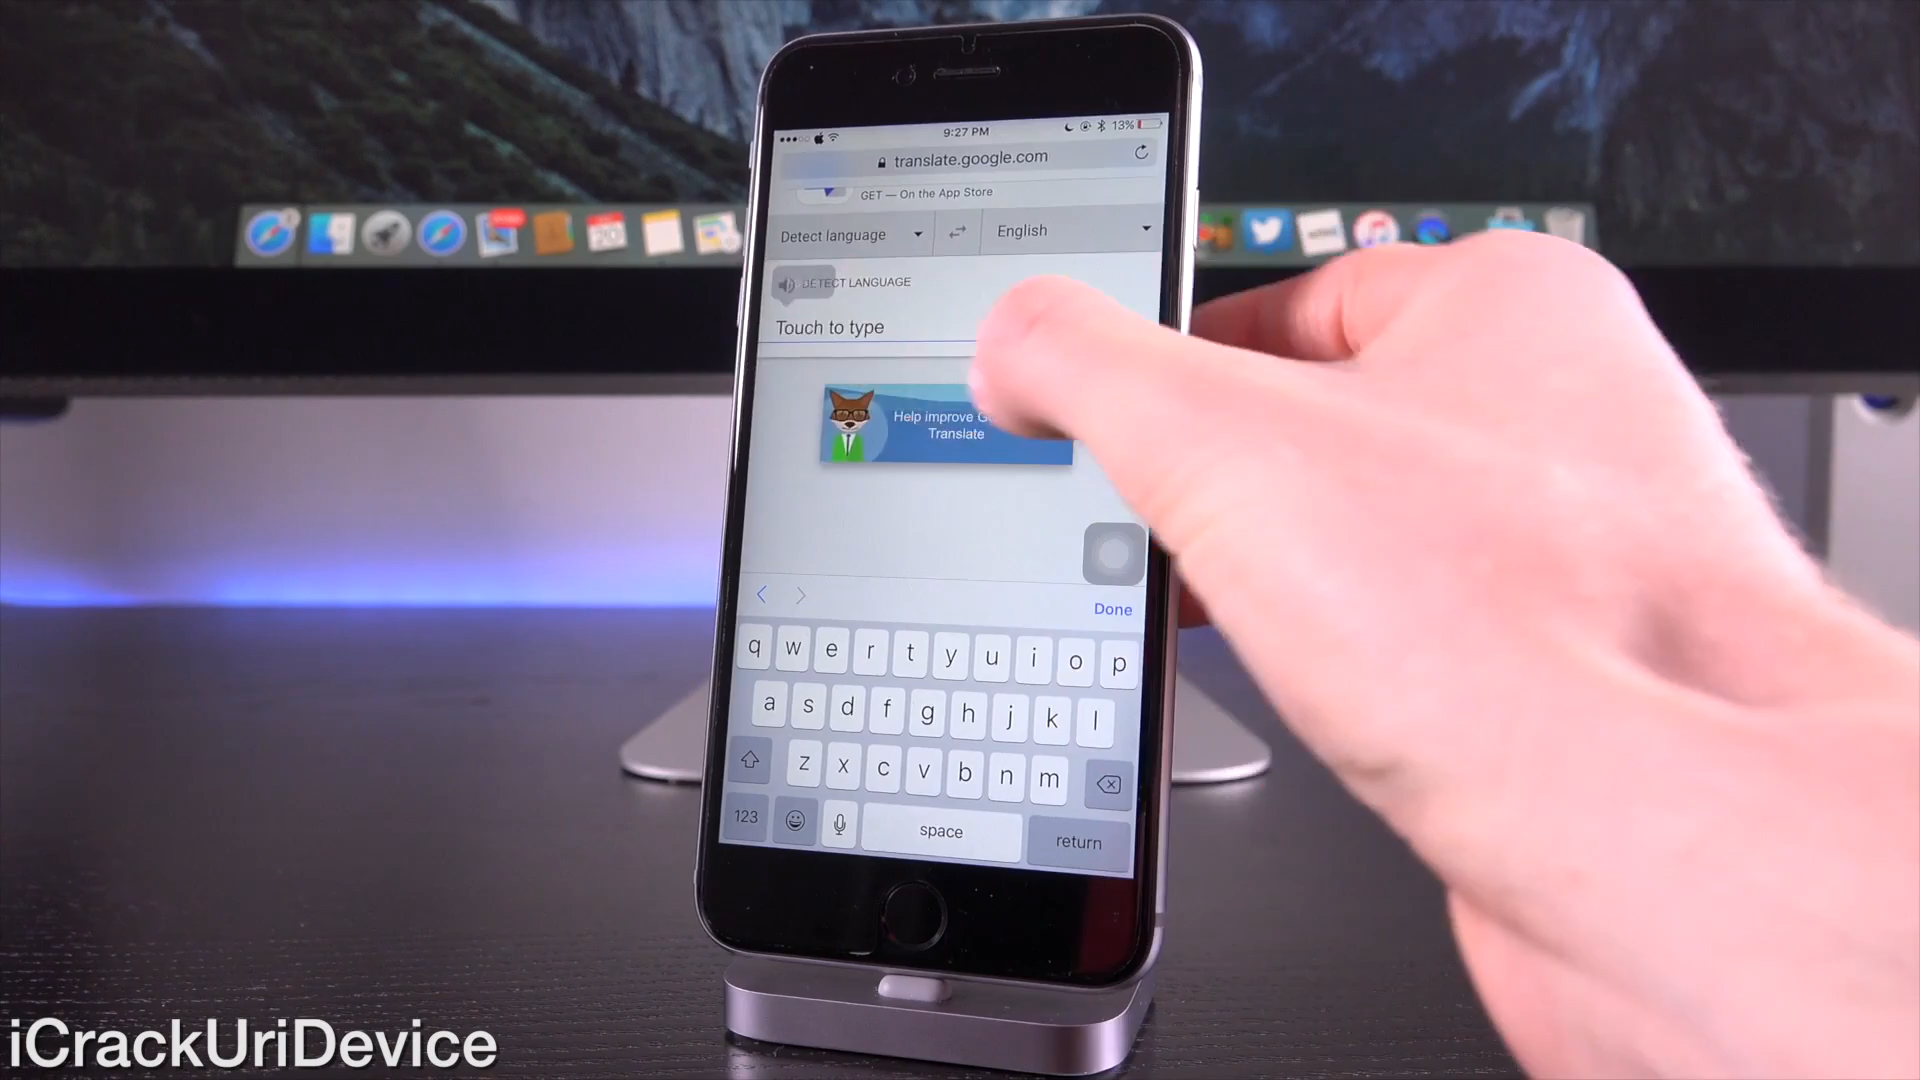 9:27 PM
13%
translate.google.com
GET — On the App Store
Detect language
English
DETECT LANGUAGE
Touch to type
Help improve
Translate
Done
q w e r t y u i o p
a s d f g h j k l
z x c v b n m
123
space
return
20
iCrackUriDevice